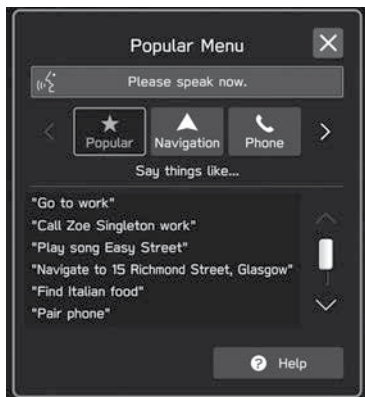 Popular Menu
Please speak now.
Popular Navigation Phone
Say things like...
"Go to work"
"Call Zoe Singleton work"
"Play song Easy Street"
"Navigate to 15 Richmond Street, Glasgow"
"Find Italian food"
"Pair phone"
Help